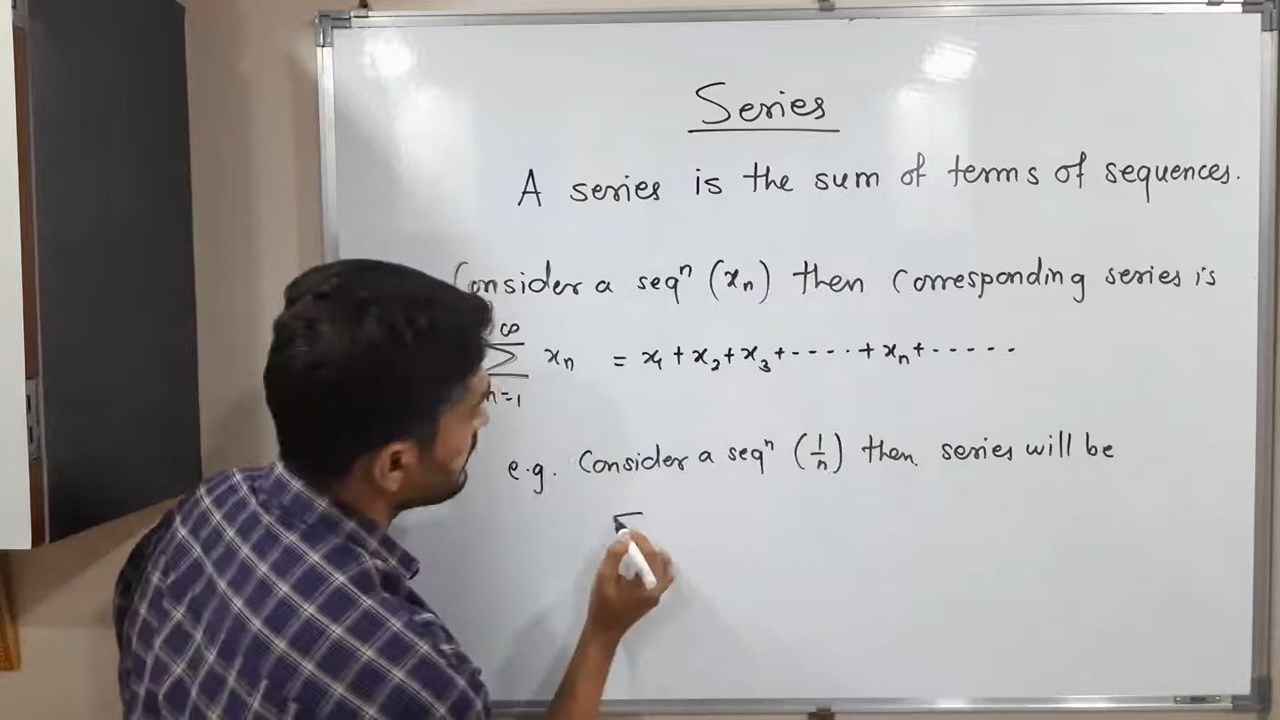 Series
A series is the sum of terms of sequences.
Consider a seqⁿ (xₙ) then corresponding series is
∞
∑ xₙ = x₁ + x₂ + x₃ + - - - - . + xₙ + - - - - -
n=1
e.g. Consider a seqⁿ (1/n) then series will be